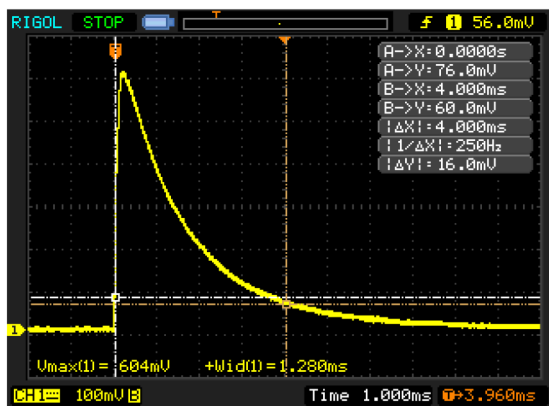 RIGOL STOP T f 1 56.0mV
T
A->X:0.0000s
A->Y:76.0mV
B->X:4.000ms
B->Y:60.0mV
|ΔX|:4.000ms
|1/ΔX|:250Hz
|ΔY|:16.0mV
1
Vmax(1)=604mV +Wid(1)=1.280ms
CH1 100mV B Time 1.000ms T→3.960ms